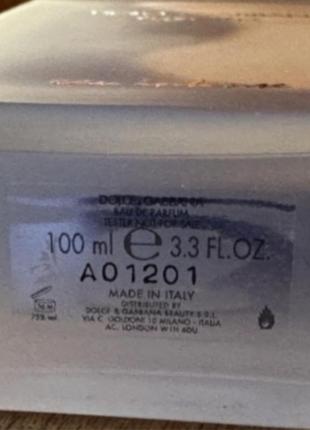 DOLCE&GABBANA
EAU DE PARFUM
TESTER NOT FOR SALE
100 ml e 3.3 FL.OZ.
A01201
MADE IN ITALY
DISTRIBUTED BY
DOLCE & GABBANA BEAUTY S.R.L.
VIA C. GOLDONI 10 MILANO - ITALIA
AC. LONDON W1H 6DU
36 M